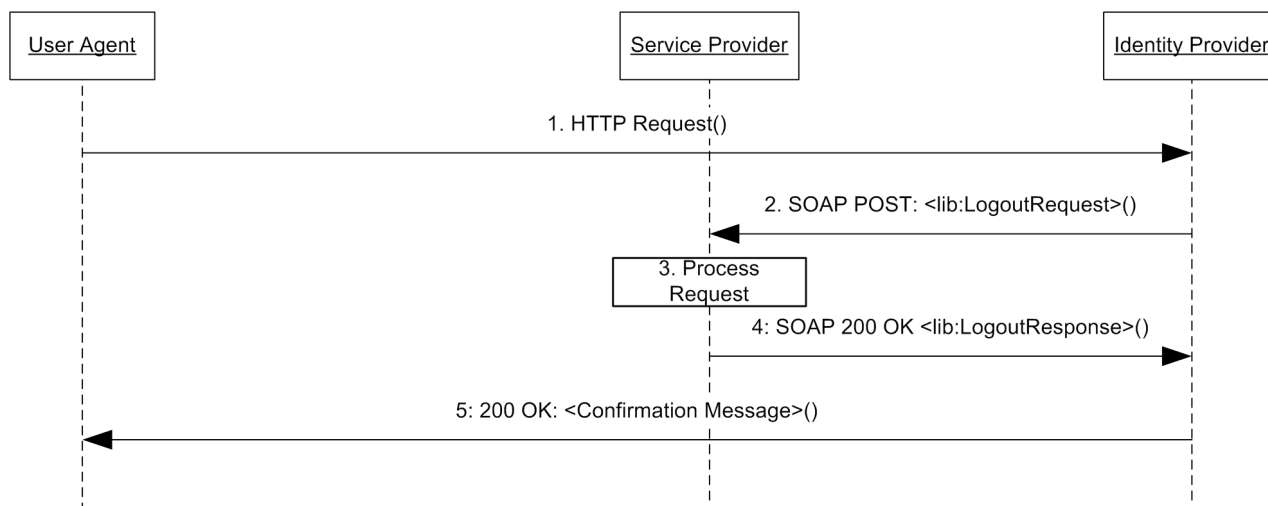 User Agent
Service Provider
Identity Provider
1. HTTP Request()
2. SOAP POST: <lib:LogoutRequest>()
3. Process
Request
4: SOAP 200 OK <lib:LogoutResponse>()
5: 200 OK: <Confirmation Message>()